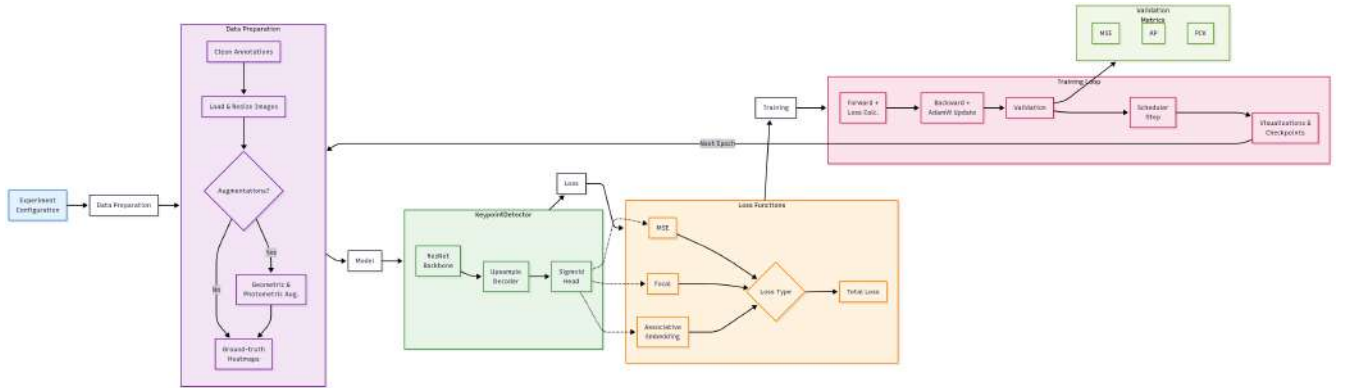 Experiment
Configuration
Data Preparation
Data Preparation
Clean Annotations
Load & Resize Images
Augmentations?
Yes
No
Geometric &
Photometric Aug.
Ground-truth
Heatmaps
Model
KeypointDetector
ResNet
Backbone
Upsample
Decoder
Sigmoid
Head
Loss
Loss Functions
MSE
Focal
Associative
Embedding
Loss Type
Total Loss
Training
Training Loop
Forward +
Loss Calc.
Backward +
AdamW Update
Validation
Scheduler
Step
Visualizations &
Checkpoints
Next Epoch
Validation
Metrics
MSE
AP
PCK